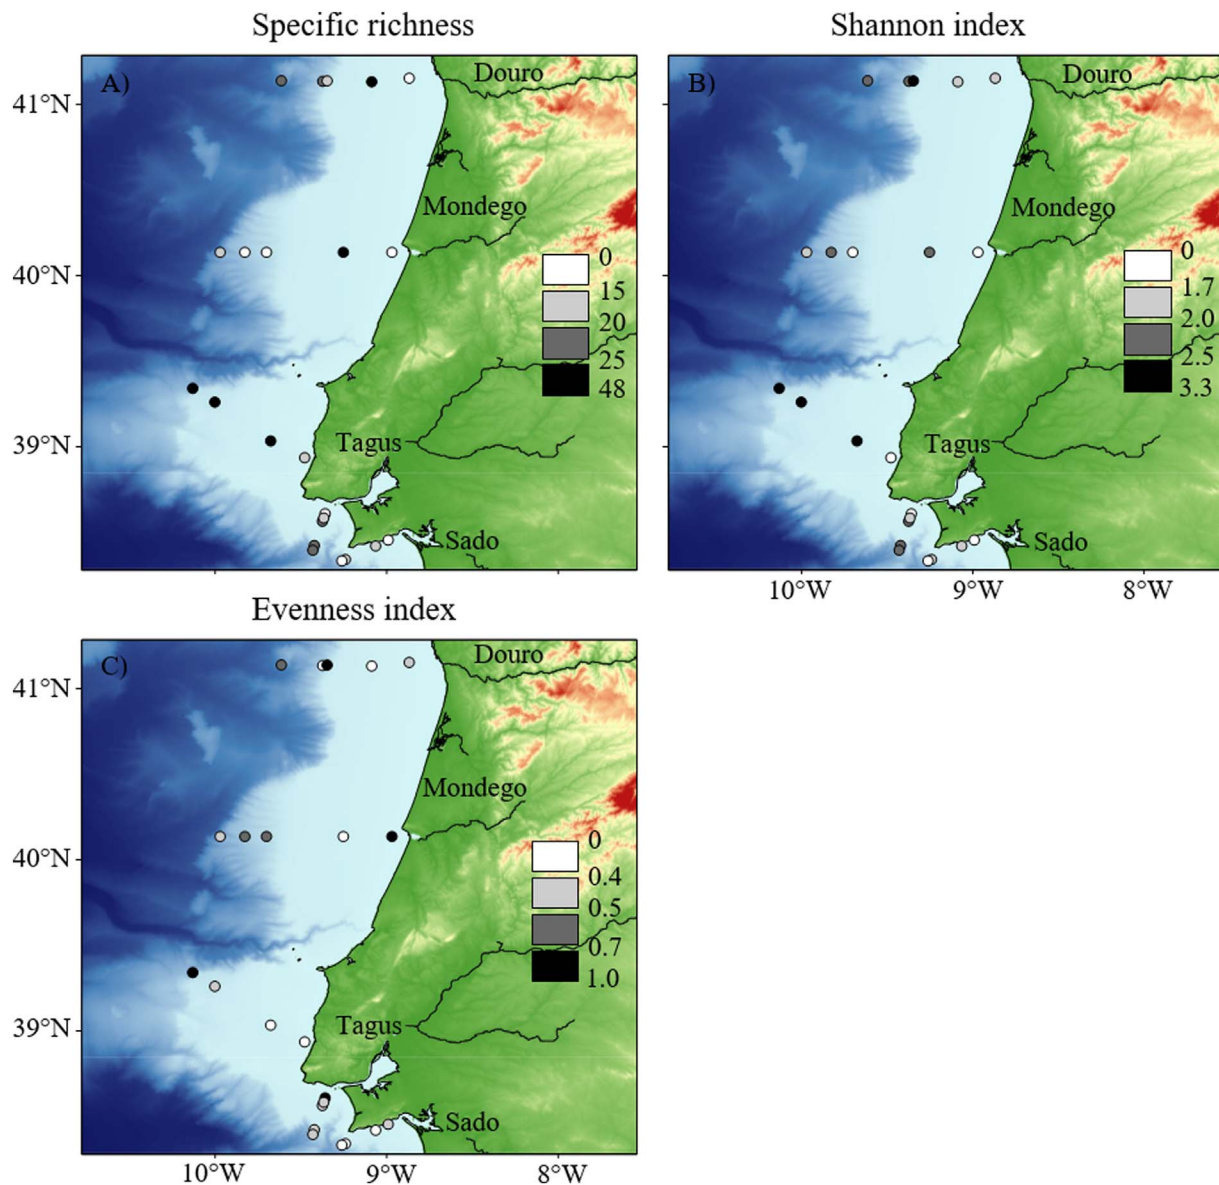 Specific richness
Shannon index
A)
Douro
41°N
Mondego
40°N
0
15
20
25
48
39°N
Tagus
Sado
B)
Douro
Mondego
0
1.7
2.0
2.5
3.3
Tagus
Sado
10°W
9°W
8°W
Evenness index
C)
Douro
41°N
Mondego
40°N
0
0.4
0.5
0.7
1.0
39°N
Tagus
Sado
10°W
9°W
8°W